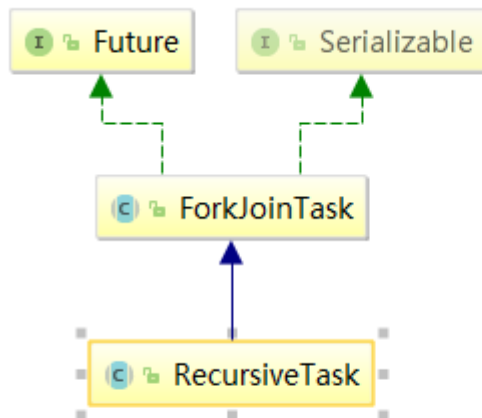 I Future
I Serializable
C ForkJoinTask
C RecursiveTask